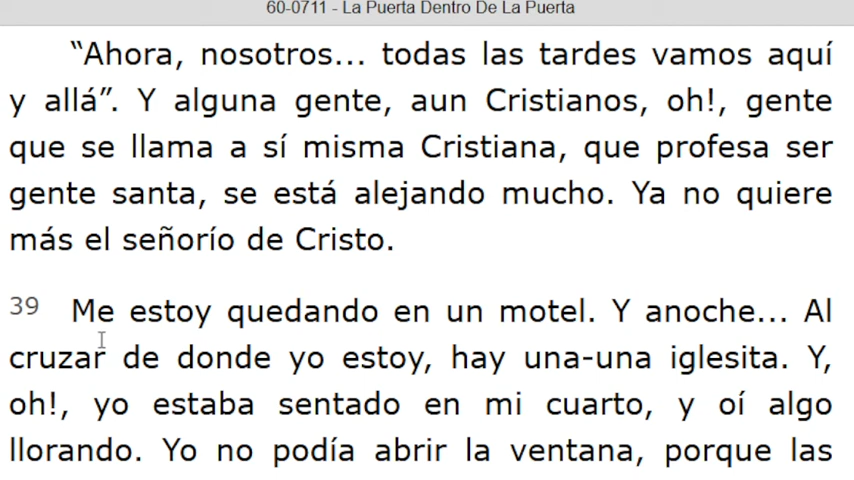 60-0711 - La Puerta Dentro De La Puerta
“Ahora, nosotros... todas las tardes vamos aquí
y allá”. Y alguna gente, aun Cristianos, oh!, gente
que se llama a sí misma Cristiana, que profesa ser
gente santa, se está alejando mucho. Ya no quiere
más el señorío de Cristo.
39 Me estoy quedando en un motel. Y anoche... Al
cruzar de donde yo estoy, hay una-una iglesita. Y,
oh!, yo estaba sentado en mi cuarto, y oí algo
llorando. Yo no podía abrir la ventana, porque las